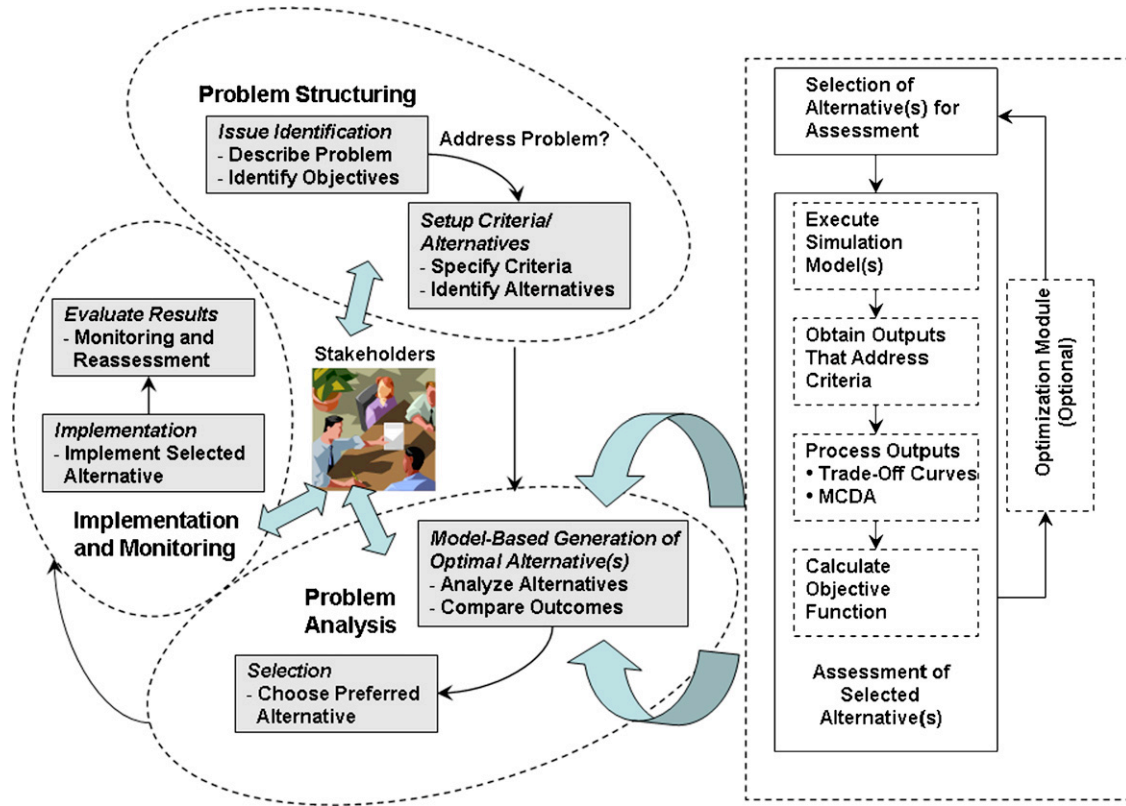 Problem Structuring
Issue Identification
- Describe Problem
- Identify Objectives
Address Problem?
Setup Criteria/
Alternatives
- Specify Criteria
- Identify Alternatives
Evaluate Results
- Monitoring and
Reassessment
Implementation
- Implement Selected
Alternative
Implementation
and Monitoring
Stakeholders
Model-Based Generation of
Optimal Alternative(s)
- Analyze Alternatives
- Compare Outcomes
Problem
Analysis
Selection
- Choose Preferred
Alternative
Selection of
Alternative(s) for
Assessment
Execute
Simulation
Model(s)
Obtain Outputs
That Address
Criteria
Process Outputs
• Trade-Off Curves
• MCDA
Calculate
Objective
Function
Assessment of
Selected
Alternative(s)
Optimization Module
(Optional)